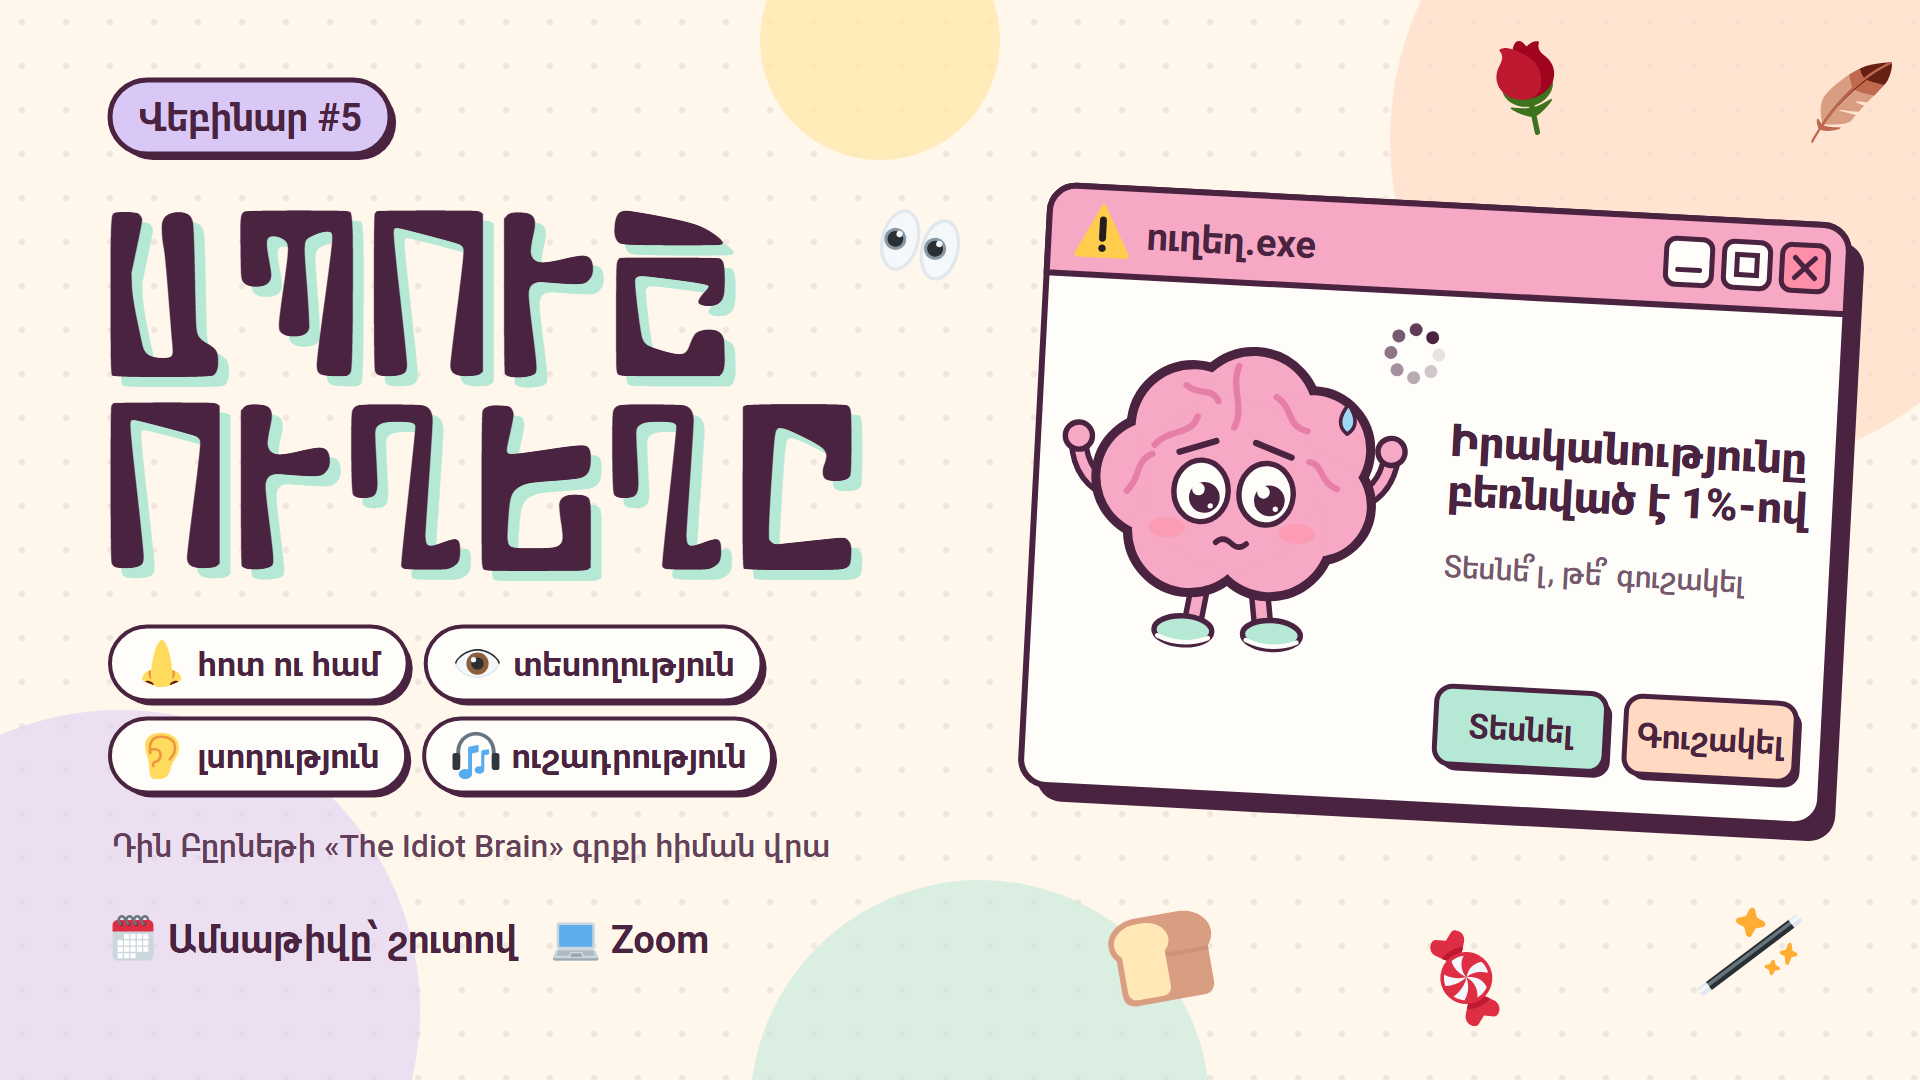 Վեբինար #5
ԱՊՈՒՇ
ՈՒՂԵՂԸ
հոտ ու համ
տեսողություն
լսողություն
ուշադրություն
Դին Բըրնեթի «The Idiot Brain» գրքի հիման վրա
Ամսաթիվը՝ շուտով
Zoom
ուղեղ.exe
Իրականությունը
բեռնված է 1%-ով
Տեսնե՞լ, թե՞ գուշակել
Տեսնել
Գուշակել